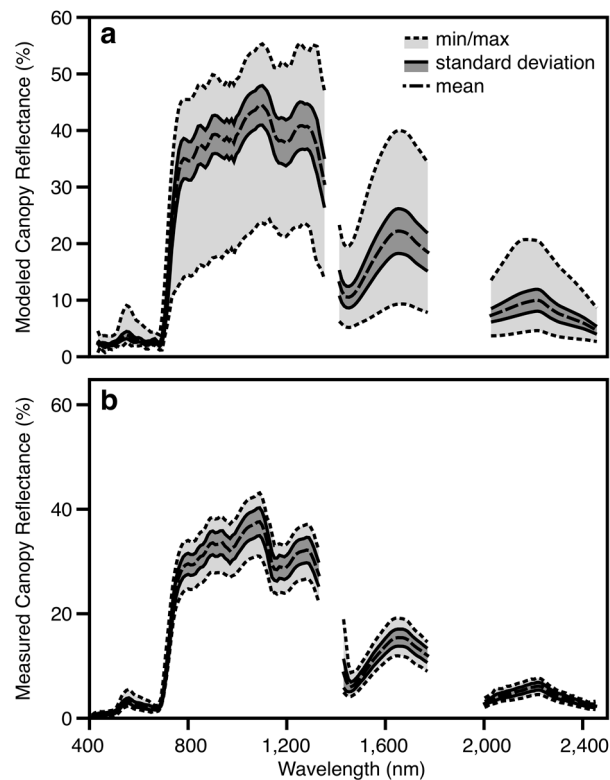 a
min/max
standard deviation
mean
Modeled Canopy Reflectance (%)
60
50
40
30
20
10
0
b
Measured Canopy Reflectance (%)
60
40
20
0
400 800 1,200 1,600 2,000 2,400
Wavelength (nm)